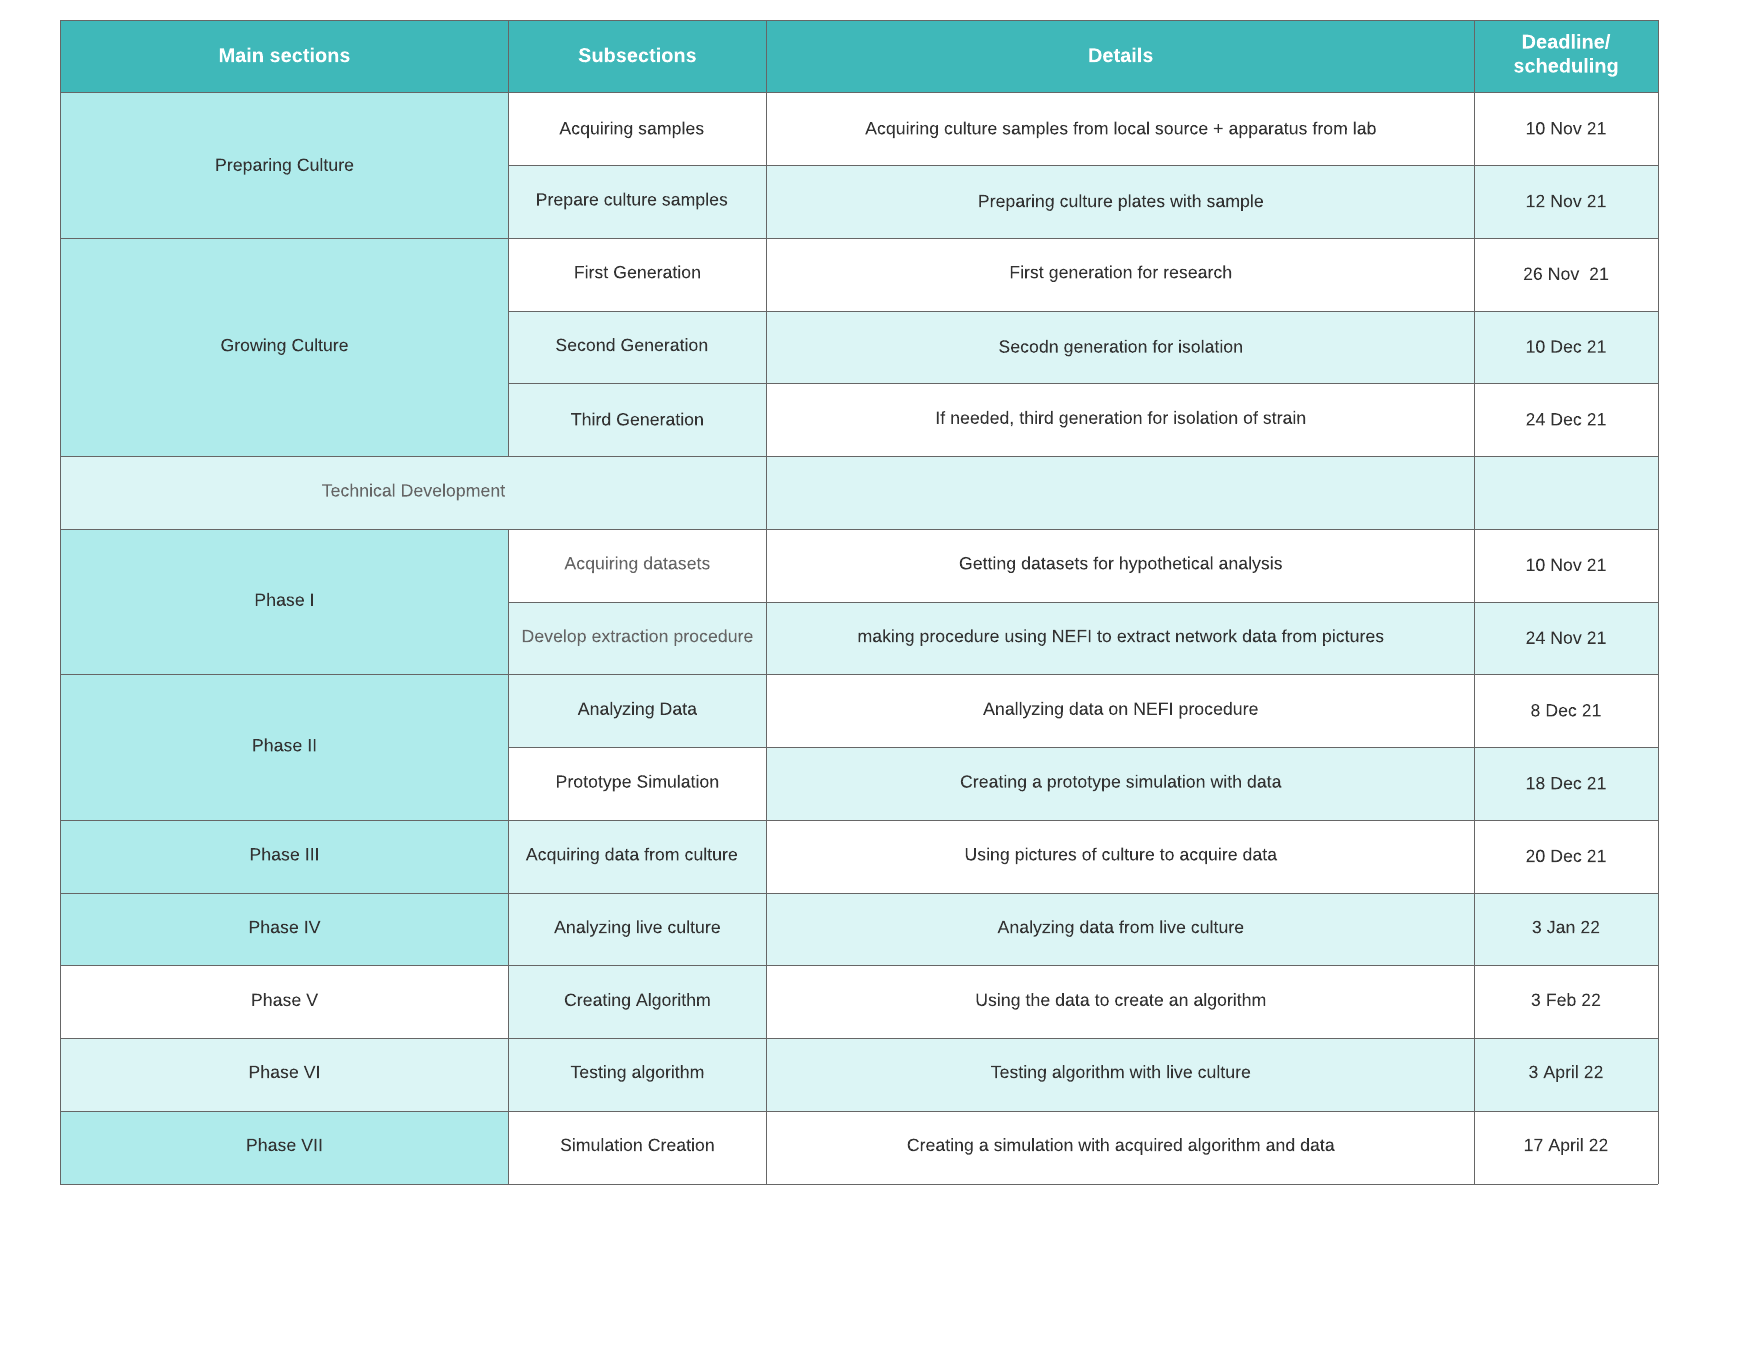 Main sections
Subsections
Details
Deadline/
scheduling
Preparing Culture
Acquiring samples
Acquiring culture samples from local source + apparatus from lab
10 Nov 21
Prepare culture samples
Preparing culture plates with sample
12 Nov 21
Growing Culture
First Generation
First generation for research
26 Nov  21
Second Generation
Secodn generation for isolation
10 Dec 21
Third Generation
If needed, third generation for isolation of strain
24 Dec 21
Technical Development
Phase I
Acquiring datasets
Getting datasets for hypothetical analysis
10 Nov 21
Develop extraction procedure
making procedure using NEFI to extract network data from pictures
24 Nov 21
Phase II
Analyzing Data
Anallyzing data on NEFI procedure
8 Dec 21
Prototype Simulation
Creating a prototype simulation with data
18 Dec 21
Phase III
Acquiring data from culture
Using pictures of culture to acquire data
20 Dec 21
Phase IV
Analyzing live culture
Analyzing data from live culture
3 Jan 22
Phase V
Creating Algorithm
Using the data to create an algorithm
3 Feb 22
Phase VI
Testing algorithm
Testing algorithm with live culture
3 April 22
Phase VII
Simulation Creation
Creating a simulation with acquired algorithm and data
17 April 22